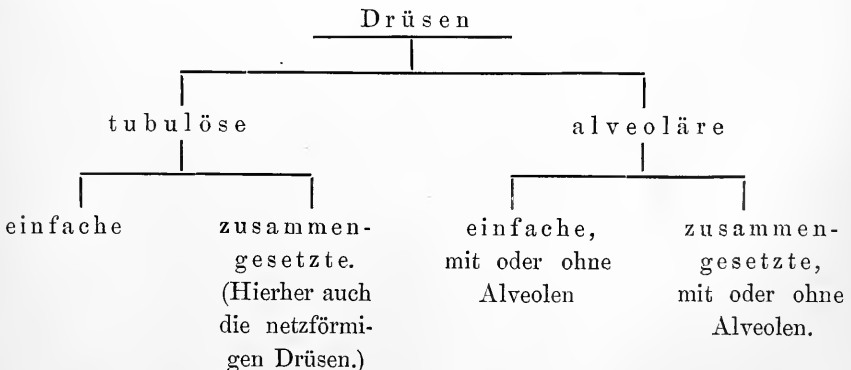 Drüsen
tubulöse
alveoläre
einfache
zusammen-
gesetzte.
(Hierher auch
die netzförmi-
gen Drüsen.)
einfache,
mit oder ohne
Alveolen
zusammen-
gesetzte,
mit oder ohne
Alveolen.